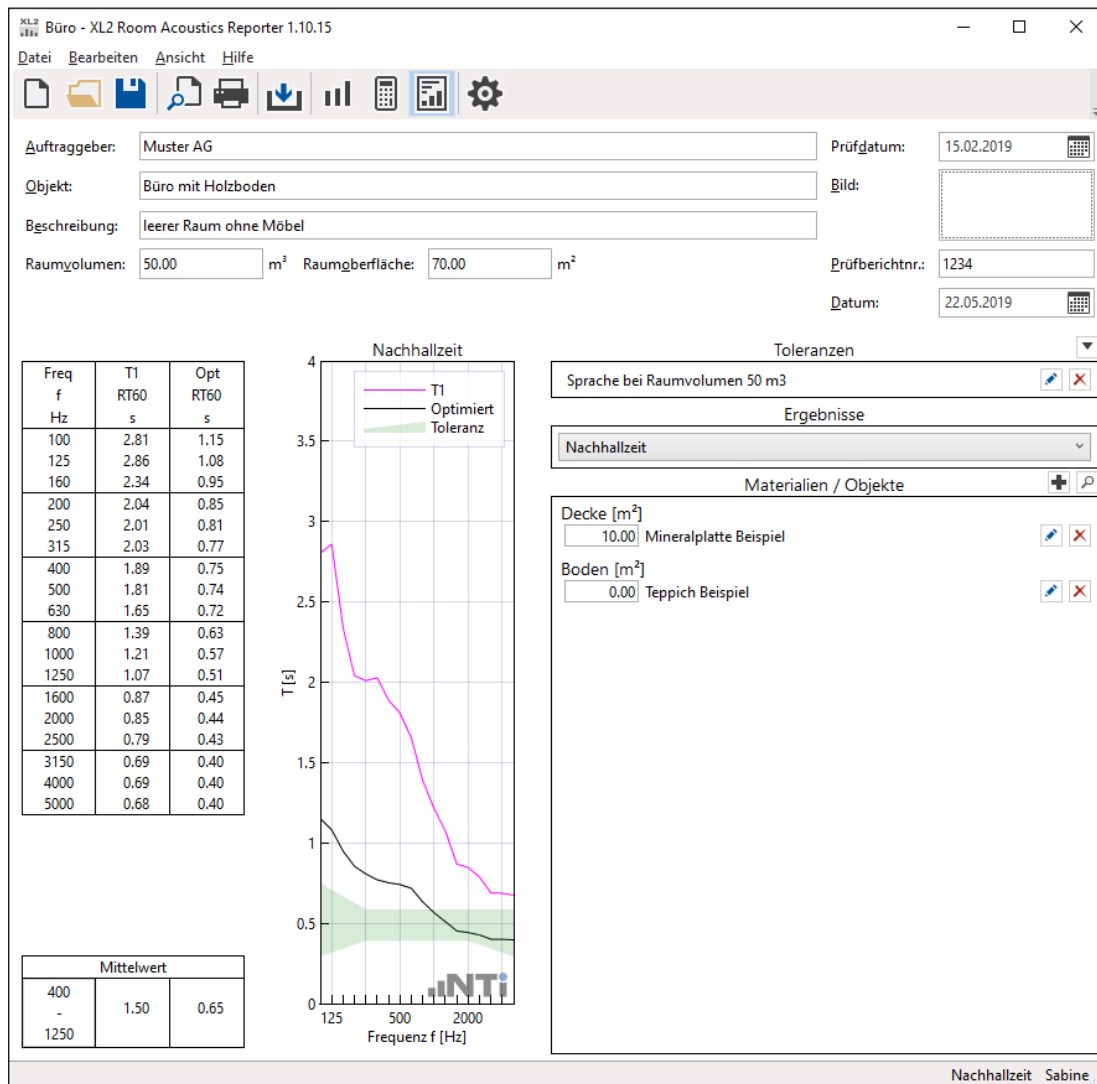 XL2 Büro - XL2 Room Acoustics Reporter 1.10.15
Datei Bearbeiten Ansicht Hilfe
Auftraggeber: Muster AG Prüfdatum: 15.02.2019
Objekt: Büro mit Holzboden Bild:
Beschreibung: leerer Raum ohne Möbel
Raumvolumen: 50.00 m³ Raumoberfläche: 70.00 m² Prüfberichtnr.: 1234
Datum: 22.05.2019
Freq T1 Opt
f RT60 RT60
Hz s s
100 2.81 1.15
125 2.86 1.08
160 2.34 0.95
200 2.04 0.85
250 2.01 0.81
315 2.03 0.77
400 1.89 0.75
500 1.81 0.74
630 1.65 0.72
800 1.39 0.63
1000 1.21 0.57
1250 1.07 0.51
1600 0.87 0.45
2000 0.85 0.44
2500 0.79 0.43
3150 0.69 0.40
4000 0.69 0.40
5000 0.68 0.40
Mittelwert
400
- 1.50 0.65
1250
Nachhallzeit
T1
Optimiert
Toleranz
4
3.5
3
2.5
2
1.5
1
0.5
0
T [s]
125 500 2000
Frequenz f [Hz]
NTi
Toleranzen
Sprache bei Raumvolumen 50 m3
Ergebnisse
Nachhallzeit
Materialien / Objekte
Decke [m²]
10.00 Mineralplatte Beispiel
Boden [m²]
0.00 Teppich Beispiel
Nachhallzeit Sabine